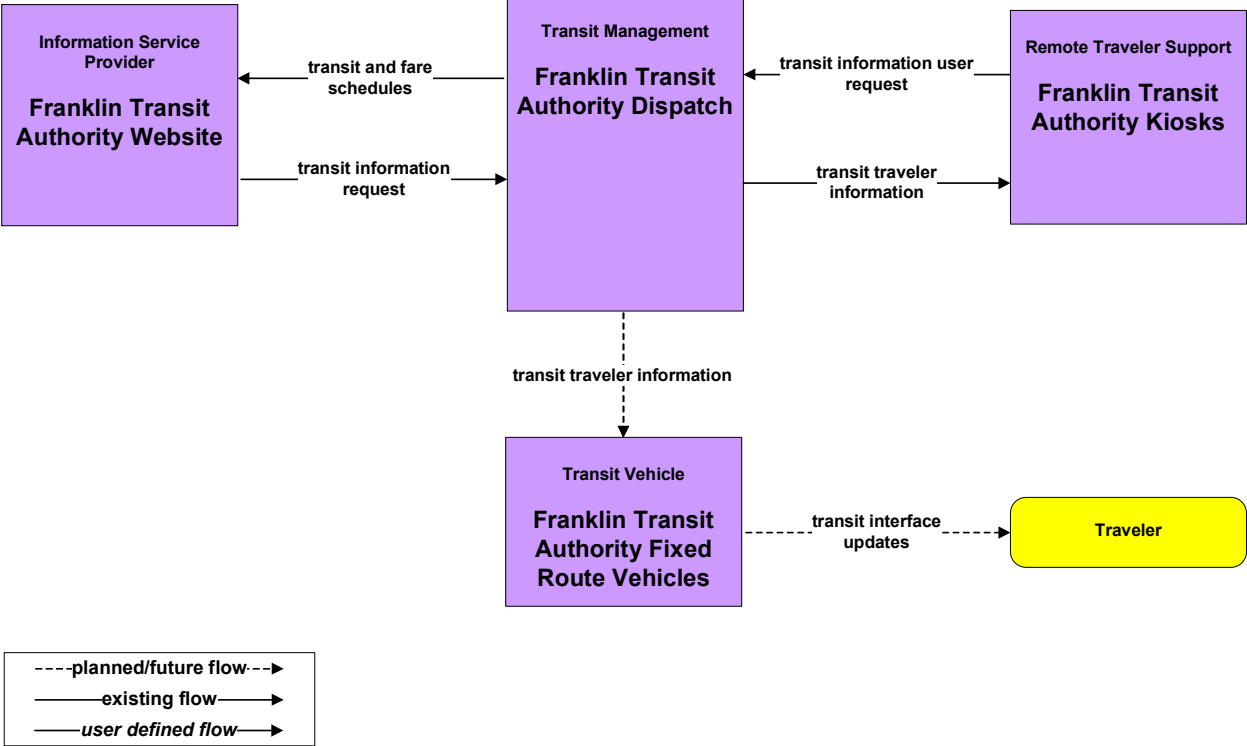 Information Service
Provider
Franklin Transit
Authority Website
transit and fare
schedules
transit information
request
Transit Management
Franklin Transit
Authority Dispatch
transit information user
request
transit traveler
information
Remote Traveler Support
Franklin Transit
Authority Kiosks
transit traveler information
Transit Vehicle
Franklin Transit
Authority Fixed
Route Vehicles
transit interface
updates
Traveler
planned/future flow
existing flow
user defined flow